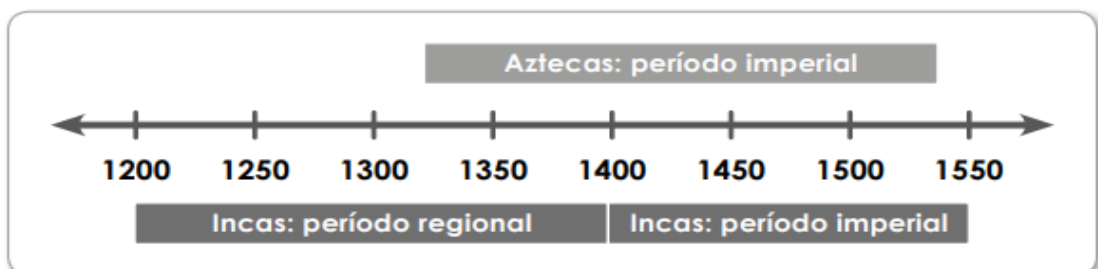 Aztecas: período imperial
1200 1250 1300 1350 1400 1450 1500 1550
Incas: período regional Incas: período imperial